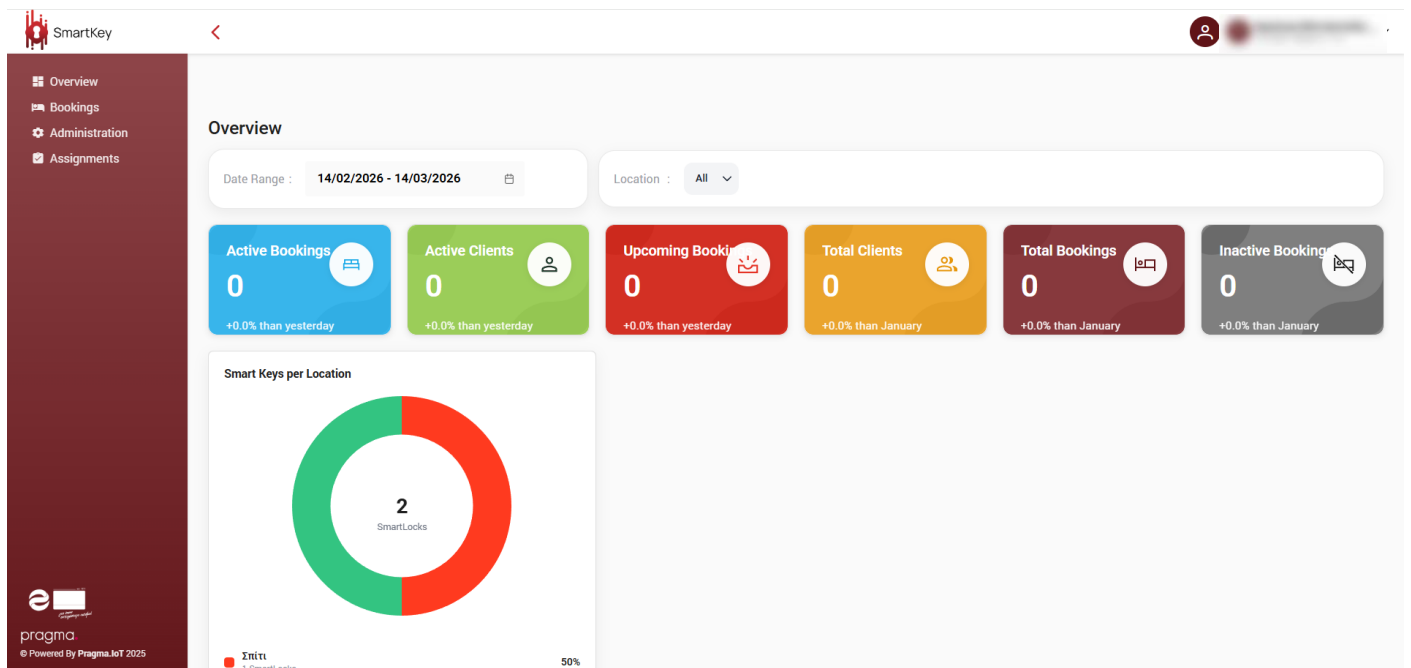 SmartKey
Overview
Bookings
Administration
Assignments
Overview
Date Range : 14/02/2026 - 14/03/2026
Location : All
Active Bookings
0
+0.0% than yesterday
Active Clients
0
+0.0% than yesterday
Upcoming Bookin
0
+0.0% than yesterday
Total Clients
0
+0.0% than January
Total Bookings
0
+0.0% than January
Inactive Bookings
0
+0.0% than January
Smart Keys per Location
2
SmartLocks
Σπίτι
1 SmartLocks
50%
pragma
© Powered By Pragma.IoT 2025